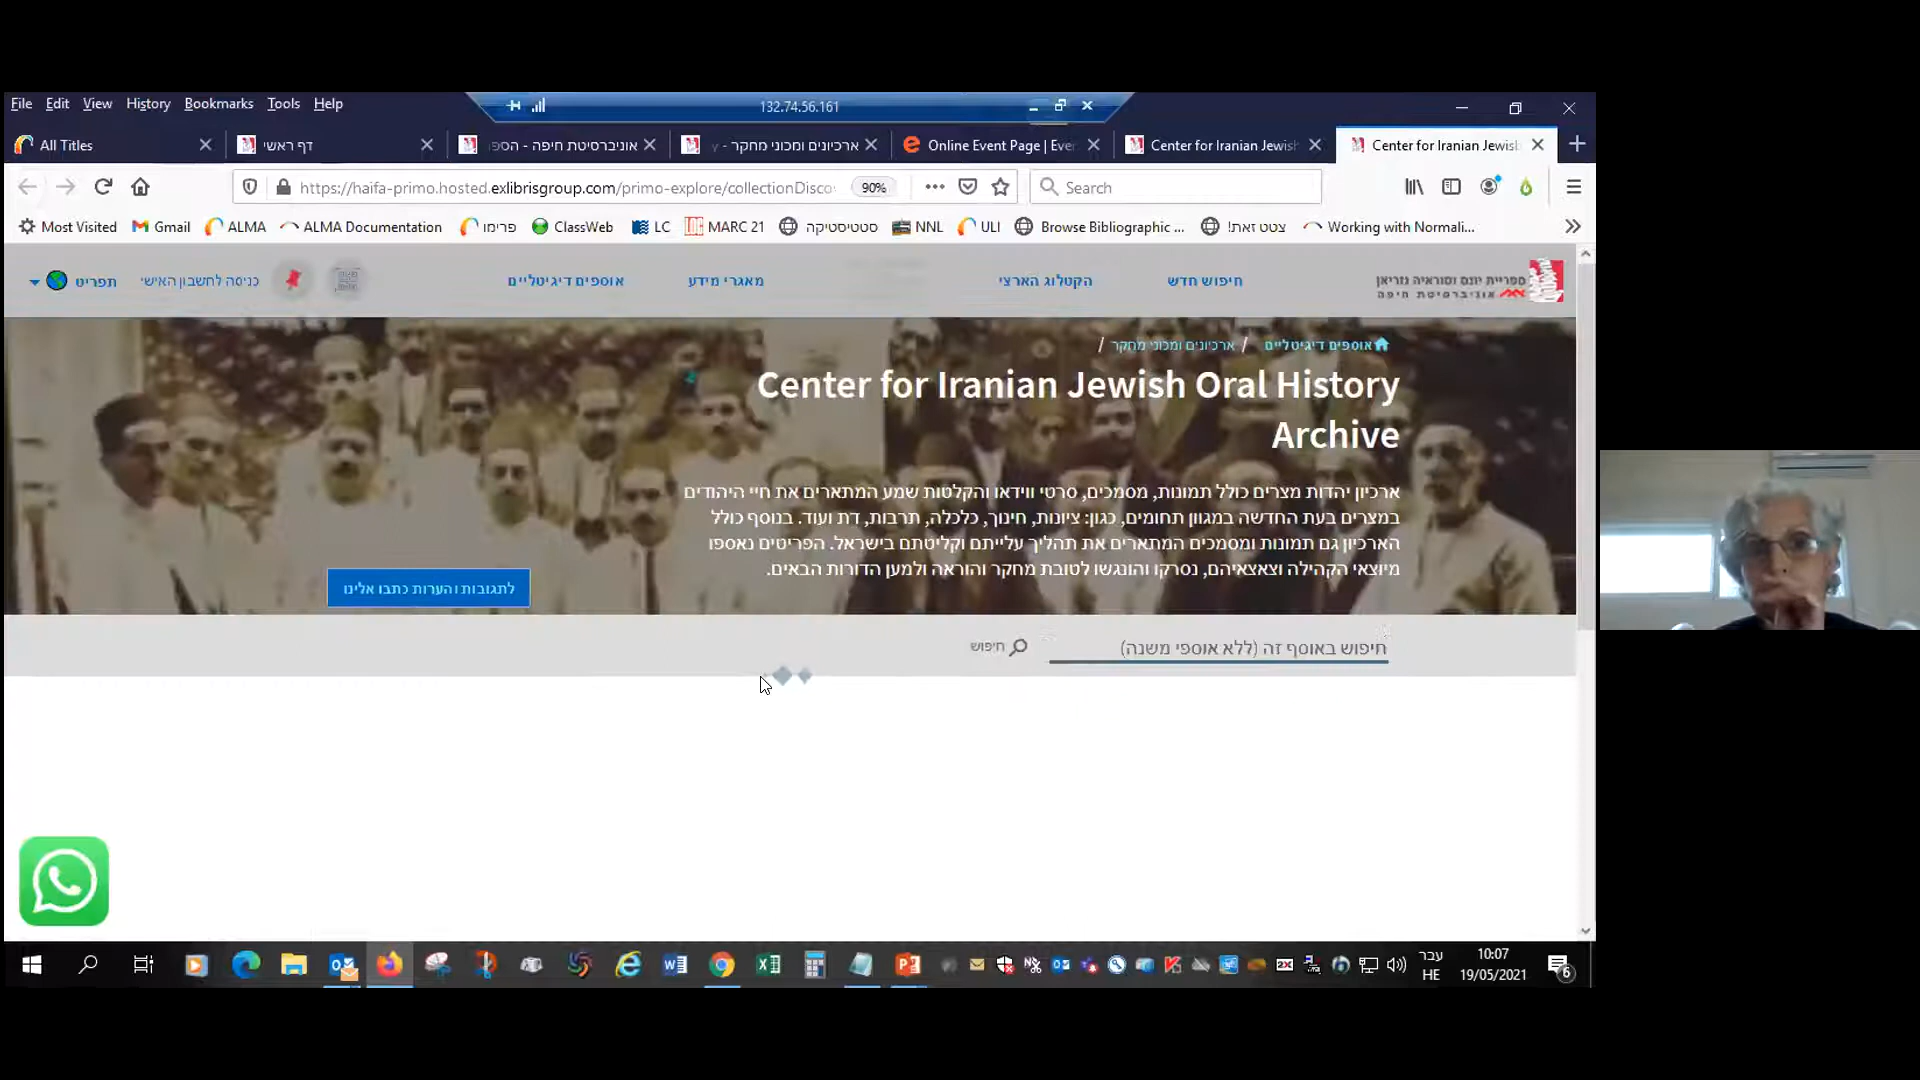 132.74.56.161
File Edit View History Bookmarks Tools Help
All Titles
דף ראשי
אוניברסיטת חיפה - הספ
ארכיונים ומכוני מחקר - y
Online Event Page | Eve
Center for Iranian Jewish
Center for Iranian Jewish
https://haifa-primo.hosted.exlibrisgroup.com/primo-explore/collectionDisco
90%
Search
Most Visited
Gmail
ALMA
ALMA Documentation
פרימו
ClassWeb
LC
MARC 21
סטטיסטיקה
NNL
ULI
Browse Bibliographic ...
צטט זאת!
Working with Normali...
ספריית יונס וסוראיה נזריאן
אוניברסיטת חיפה
חיפוש חדש
הקטלוג הארצי
מאגרי מידע
אוספים דיגיטליים
כניסה לחשבון האישי
תפריט
אוספים דיגיטליים / ארכיונים ומכוני מחקר /
Center for Iranian Jewish Oral History
Archive
ארכיון יהדות מצרים כולל תמונות, מסמכים, סרטי ווידאו והקלטות שמע המתארים את חיי היהודים
במצרים בעת החדשה במגוון תחומים, כגון: ציונות, חינוך, כלכלה, תרבות, דת ועוד. בנוסף כולל
הארכיון גם תמונות ומסמכים המתארים את תהליך עלייתם וקליטתם בישראל. הפריטים נאספו
מיוצאי הקהילה וצאצאיהם, נסרקו והונגשו לטובת מחקר והוראה ולמען הדורות הבאים.
לתגובות והערות כתבו אלינו
חיפוש באוסף זה (ללא אוספי משנה)
חיפוש
עבר
HE
10:07
19/05/2021
6